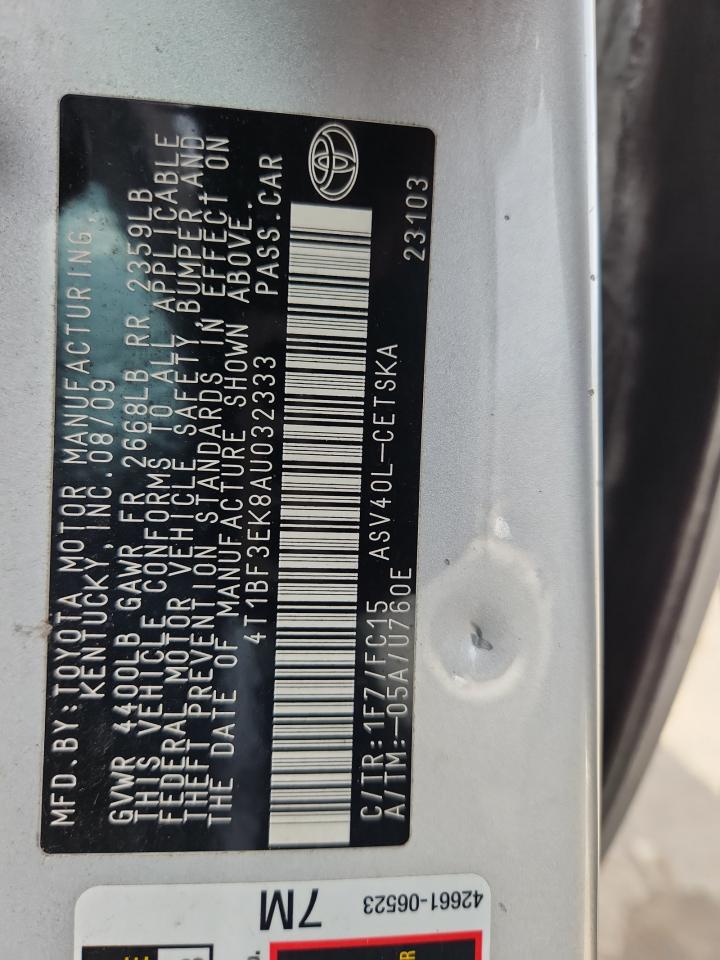 MFD.BY:TOYOTA MOTOR MANUFACTURING,
KENTUCKY, INC.08/09
GVWR 4400LB GAWR FR 2668LB RR 2359LB
THIS VEHICLE CONFORMS TO ALL APPLICABLE
FEDERAL MOTOR VEHICLE SAFETY, BUMPER,AND
THEFT PREVENTION STANDARDS IN EFFECT ON
THE DATE OF MANUFACTURE SHOWN ABOVE.
4T1BF3EK8AU032333 PASS.CAR
C/TR:1F7/FC15 ASV40L-CETSKA
A/TM:-05A/U760E 23103
42661-06523
7M